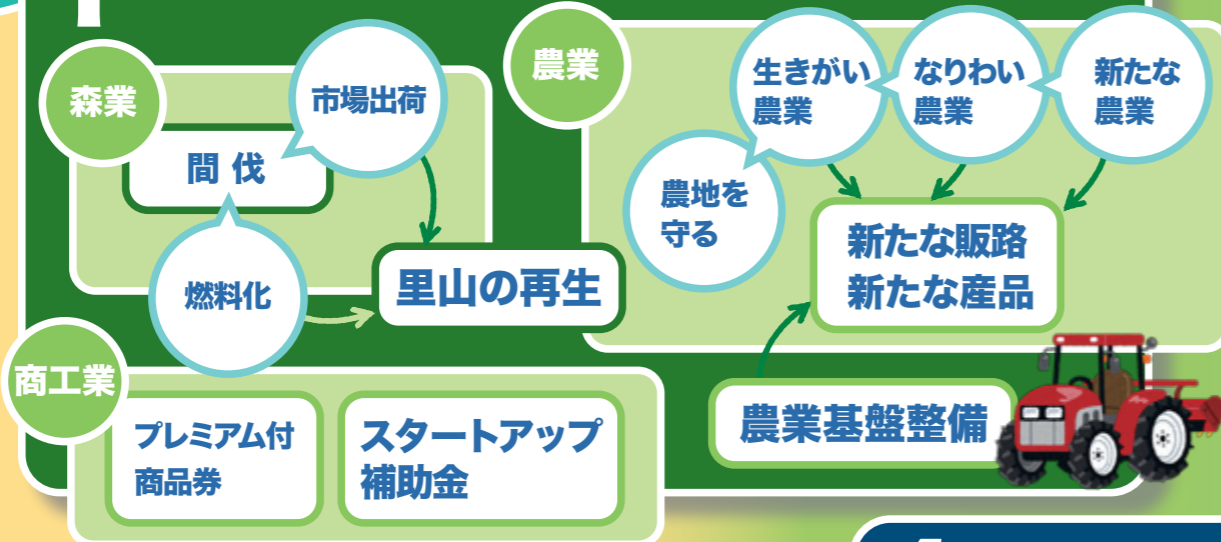 森業
市場出荷
間伐
燃料化
里山の再生
農業
生きがい
農業
なりわい
農業
新たな
農業
農地を
守る
新たな販路
新たな産品
農業基盤整備
商工業
プレミアム付
商品券
スタートアップ
補助金